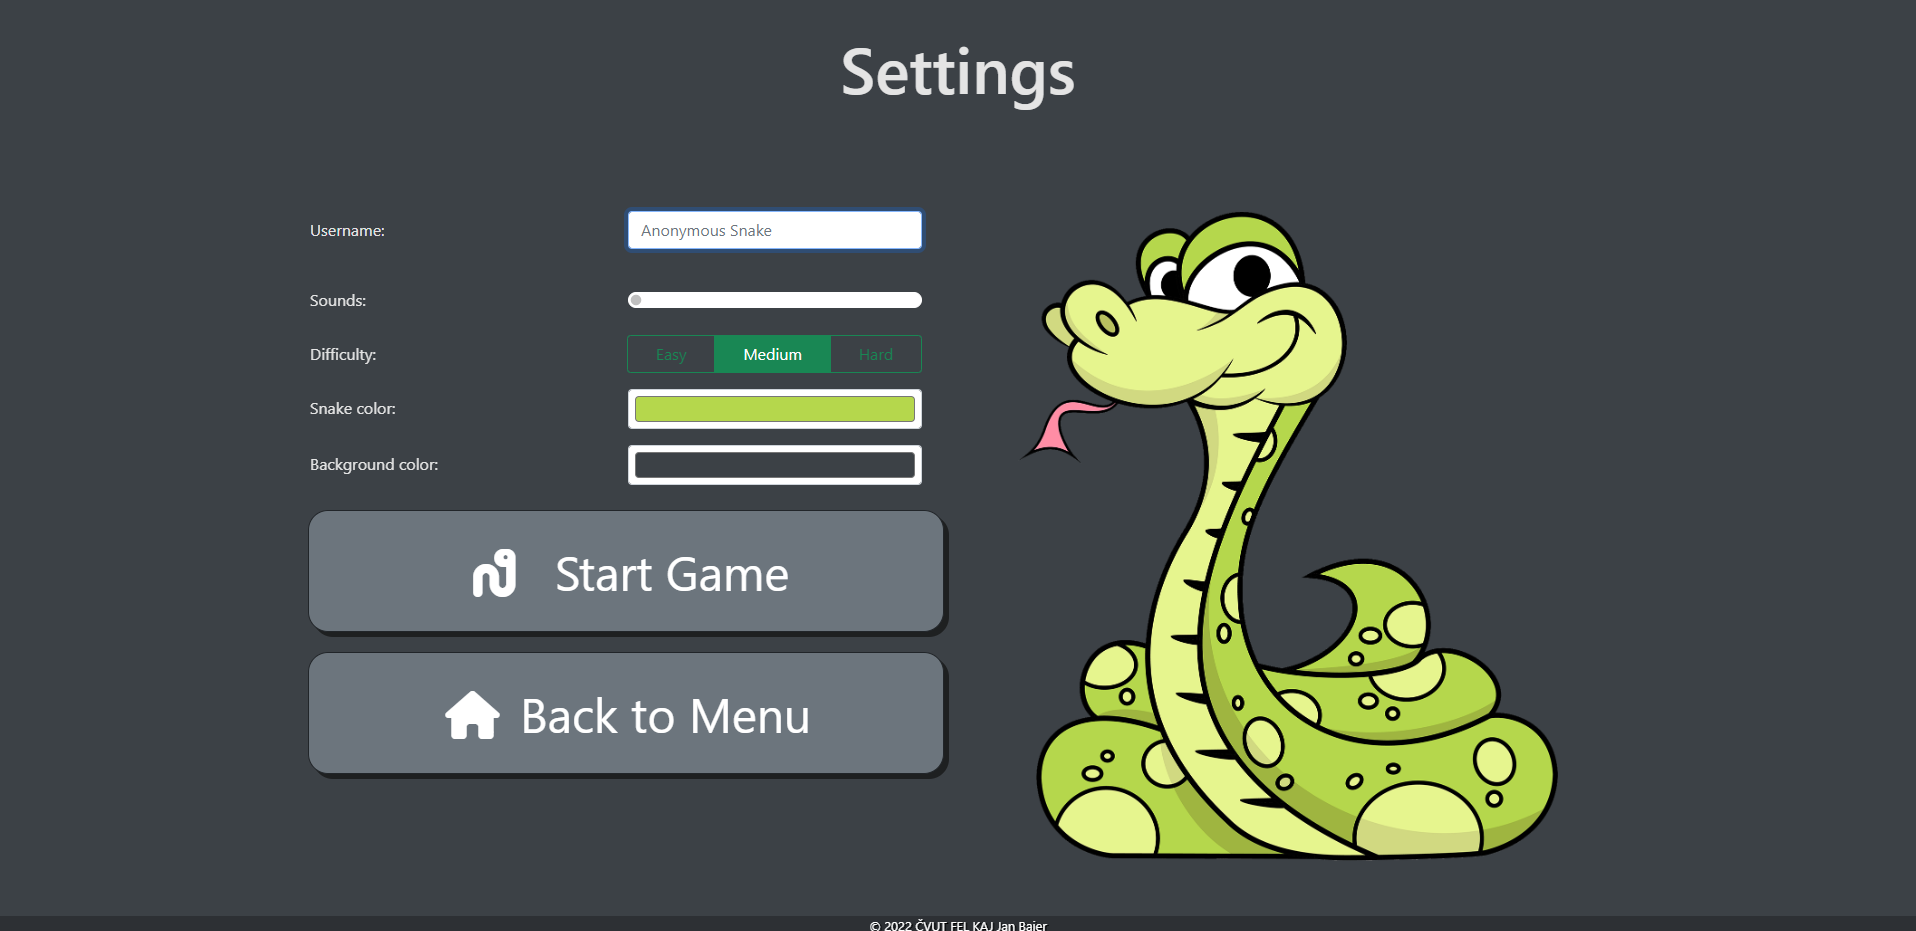 Settings
Username:
Anonymous Snake
Sounds:
Difficulty:
Easy
Medium
Hard
Snake color:
Background color:
Start Game
Back to Menu
© 2022 ČVUT FEL KAJ Jan Bajer